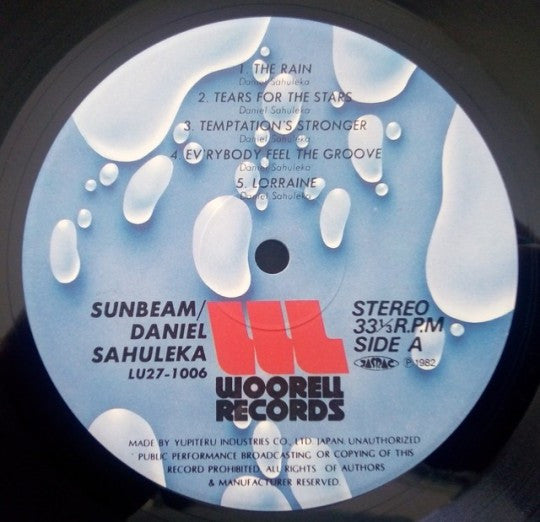 1. THE RAIN
Daniel Sahuleka
2. TEARS FOR THE STARS
Daniel Sahuleka
3. TEMPTATION'S STRONGER
Daniel Sahuleka
4. EV'RYBODY FEEL THE GROOVE
Daniel Sahuleka
5. LORRAINE
Daniel Sahuleka
SUNBEAM/
DANIEL
SAHULEKA
LU27-1006
WOORELL
RECORDS
STEREO
33⅓R.P.M
SIDE A
JASRAC ℗ 1982
MADE BY YUPITERU INDUSTRIES CO., LTD. JAPAN. UNAUTHORIZED
PUBLIC PERFORMANCE BROADCASTING OR COPYING OF THIS
RECORD PROHIBITED. ALL RIGHTS OF AUTHORS
& MANUFACTURER RESERVED.